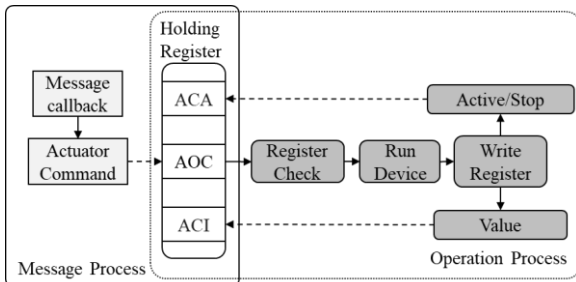 Holding
Register
Message
callback
ACA
Active/Stop
Actuator
Command
AOC
Register
Check
Run
Device
Write
Register
ACI
Value
Message Process
Operation Process